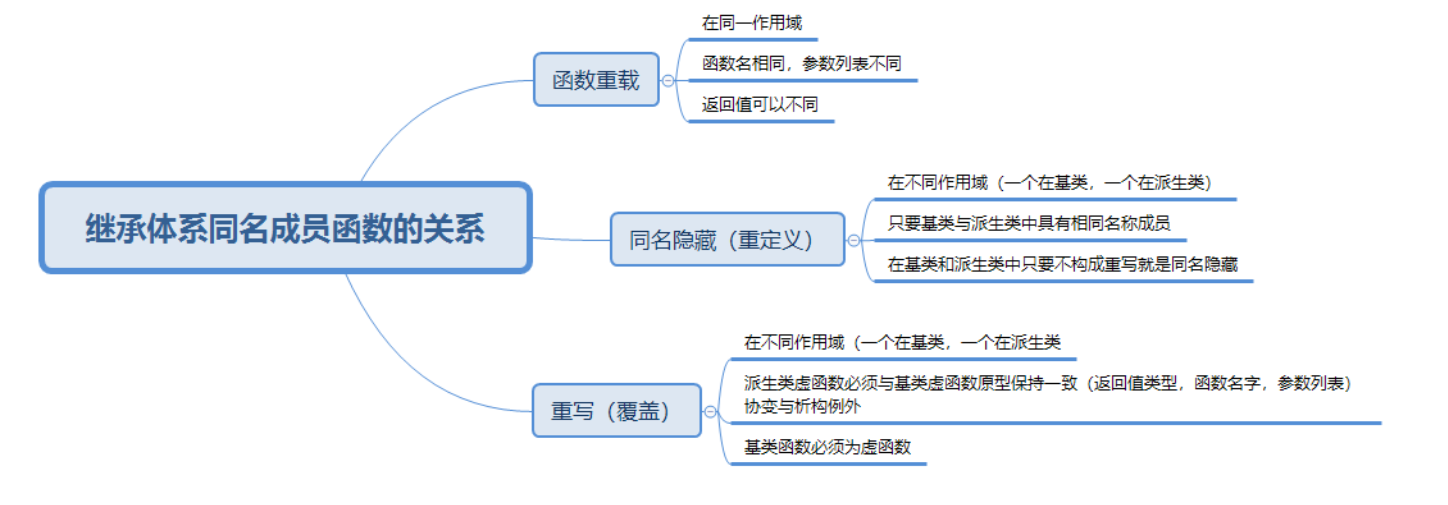 继承体系同名成员函数的关系
函数重载
在同一作用域
函数名相同，参数列表不同
返回值可以不同
同名隐藏（重定义）
在不同作用域（一个在基类，一个在派生类）
只要基类与派生类中具有相同名称成员
在基类和派生类中只要不构成重写就是同名隐藏
重写（覆盖）
在不同作用域（一个在基类，一个在派生类
派生类虚函数必须与基类虚函数原型保持一致（返回值类型，函数名字，参数列表）
协变与析构例外
基类函数必须为虚函数